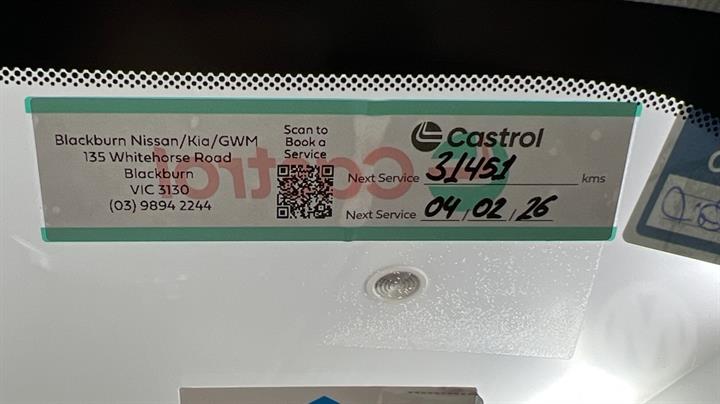 Blackburn Nissan/Kia/GWM
135 Whitehorse Road
Blackburn
VIC 3130
(03) 9894 2244
Scan to
Book a
Service
Castrol
Next Service 31451 kms
Next Service 04/02/26
Castrol